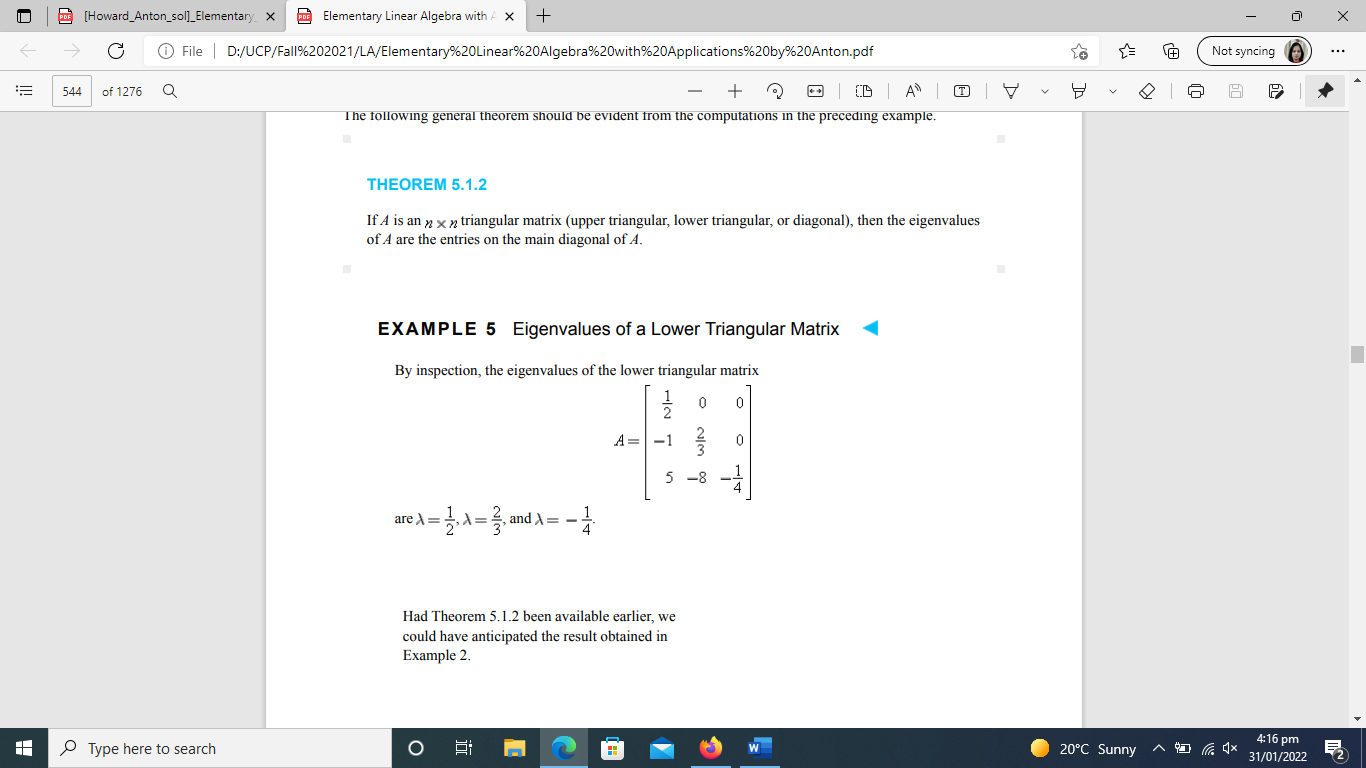 [Howard_Anton_sol]_Elementary
Elementary Linear Algebra with A
File
D:/UCP/Fall%202021/LA/Elementary%20Linear%20Algebra%20with%20Applications%20by%20Anton.pdf
Not syncing
544 of 1276
The following general theorem should be evident from the computations in the preceding example.
THEOREM 5.1.2
If A is an n × n triangular matrix (upper triangular, lower triangular, or diagonal), then the eigenvalues
of A are the entries on the main diagonal of A.
EXAMPLE 5 Eigenvalues of a Lower Triangular Matrix
By inspection, the eigenvalues of the lower triangular matrix
1/2 0 0
A = −1 2/3 0
5 −8 −1/4
are λ = 1/2, λ = 2/3, and λ = −1/4.
Had Theorem 5.1.2 been available earlier, we
could have anticipated the result obtained in
Example 2.
Type here to search
20°C Sunny
4:16 pm
31/01/2022
2